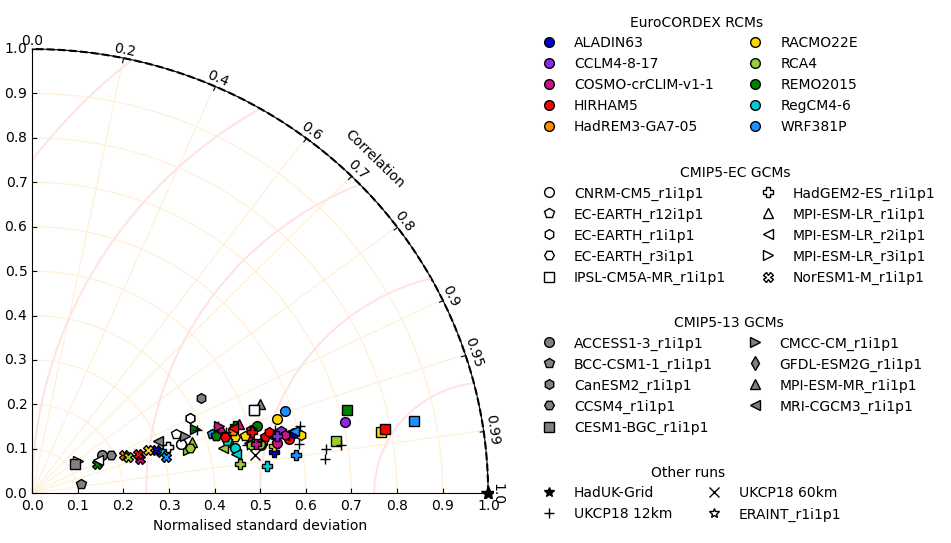 EuroCORDEX RCMs
ALADIN63
CCLM4-8-17
COSMO-crCLIM-v1-1
HIRHAM5
HadREM3-GA7-05
RACMO22E
RCA4
REMO2015
RegCM4-6
WRF381P
CMIP5-EC GCMs
CNRM-CM5_r1i1p1
EC-EARTH_r12i1p1
EC-EARTH_r1i1p1
EC-EARTH_r3i1p1
IPSL-CM5A-MR_r1i1p1
HadGEM2-ES_r1i1p1
MPI-ESM-LR_r1i1p1
MPI-ESM-LR_r2i1p1
MPI-ESM-LR_r3i1p1
NorESM1-M_r1i1p1
CMIP5-13 GCMs
ACCESS1-3_r1i1p1
BCC-CSM1-1_r1i1p1
CanESM2_r1i1p1
CCSM4_r1i1p1
CESM1-BGC_r1i1p1
CMCC-CM_r1i1p1
GFDL-ESM2G_r1i1p1
MPI-ESM-MR_r1i1p1
MRI-CGCM3_r1i1p1
Other runs
HadUK-Grid
UKCP18 12km
UKCP18 60km
ERAINT_r1i1p1
0.0
0.2
0.4
0.6
Correlation
0.7
0.8
0.9
0.95
0.99
1.0
1.0
0.9
0.8
0.7
0.6
0.5
0.4
0.3
0.2
0.1
0.0
0.0 0.1 0.2 0.3 0.4 0.5 0.6 0.7 0.8 0.9 1.0
Normalised standard deviation